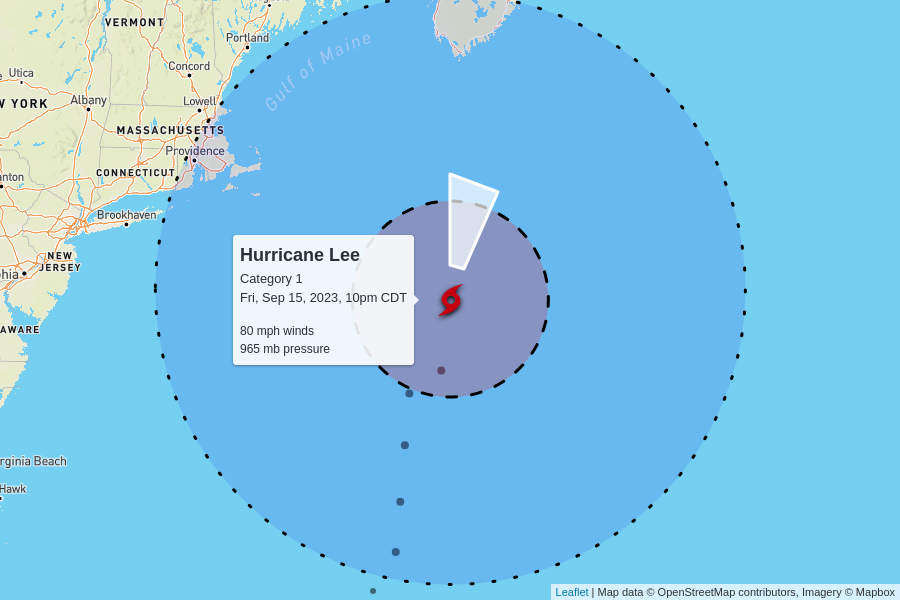 VERMONT
Portland
Gulf of Maine
Concord
Utica
Albany
W YORK
Lowell
MASSACHUSETTS
Providence
CONNECTICUT
anton
Brookhaven
NEW
JERSEY
phia
AWARE
rginia Beach
Hawk
Hurricane Lee
Category 1
Fri, Sep 15, 2023, 10pm CDT
80 mph winds
965 mb pressure
Leaflet | Map data © OpenStreetMap contributors, Imagery © Mapbox